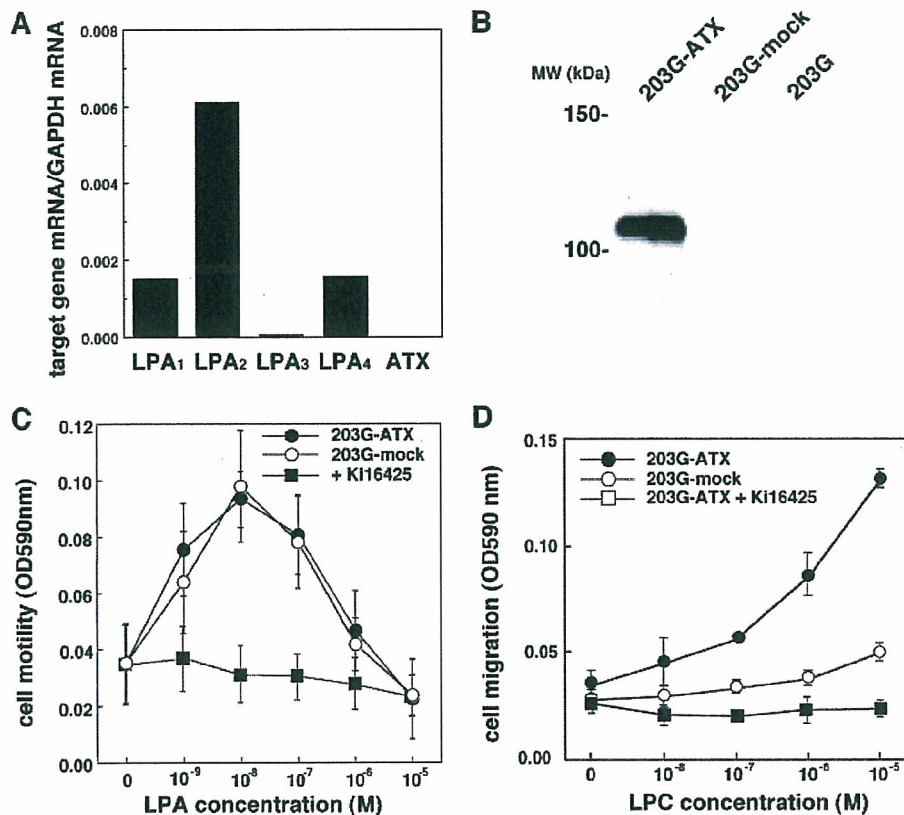 A
target gene mRNA/GAPDH mRNA
0.008
0.006
0.004
0.002
0.000
LPA1 LPA2 LPA3 LPA4 ATX
B
MW (kDa)
203G-ATX
203G-mock
203G
150-
100-
C
cell motility (OD590nm)
0.12
0.10
0.08
0.06
0.04
0.02
0.00
203G-ATX
203G-mock
+ Ki16425
0 10-9 10-8 10-7 10-6 10-5
LPA concentration (M)
D
cell migration (OD590 nm)
0.15
0.10
0.05
0.00
203G-ATX
203G-mock
203G-ATX + Ki16425
0 10-8 10-7 10-6 10-5
LPC concentration (M)